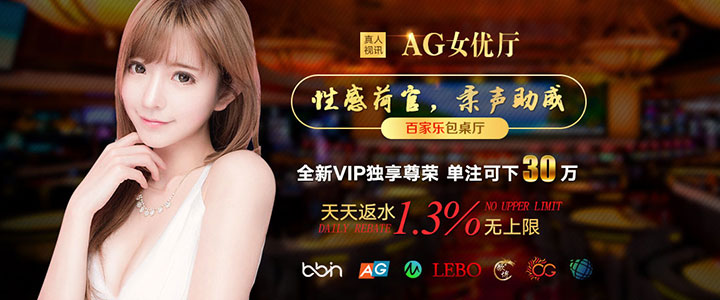 真人视讯 AG女优厅
性感荷官，柔声助威
百家乐包桌厅
全新VIP独享尊荣 单注可下30万
天天返水1.3%无上限
DAILY REBATE NO UPPER LIMIT
bbin AG LEBO OG